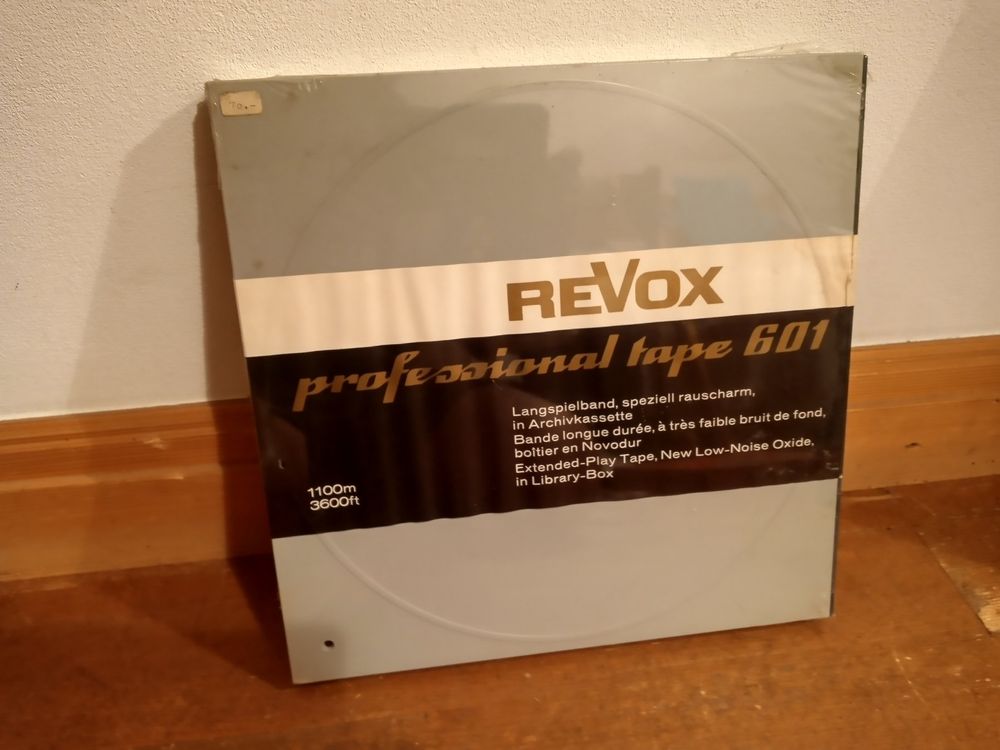 70.-
REVOX
professional tape 601
Langspielband, speziell rauscharm,
in Archivkassette
Bande longue durée, à très faible bruit de fond,
boîtier en Novodur
Extended-Play Tape, New Low-Noise Oxide,
in Library-Box
1100m
3600ft